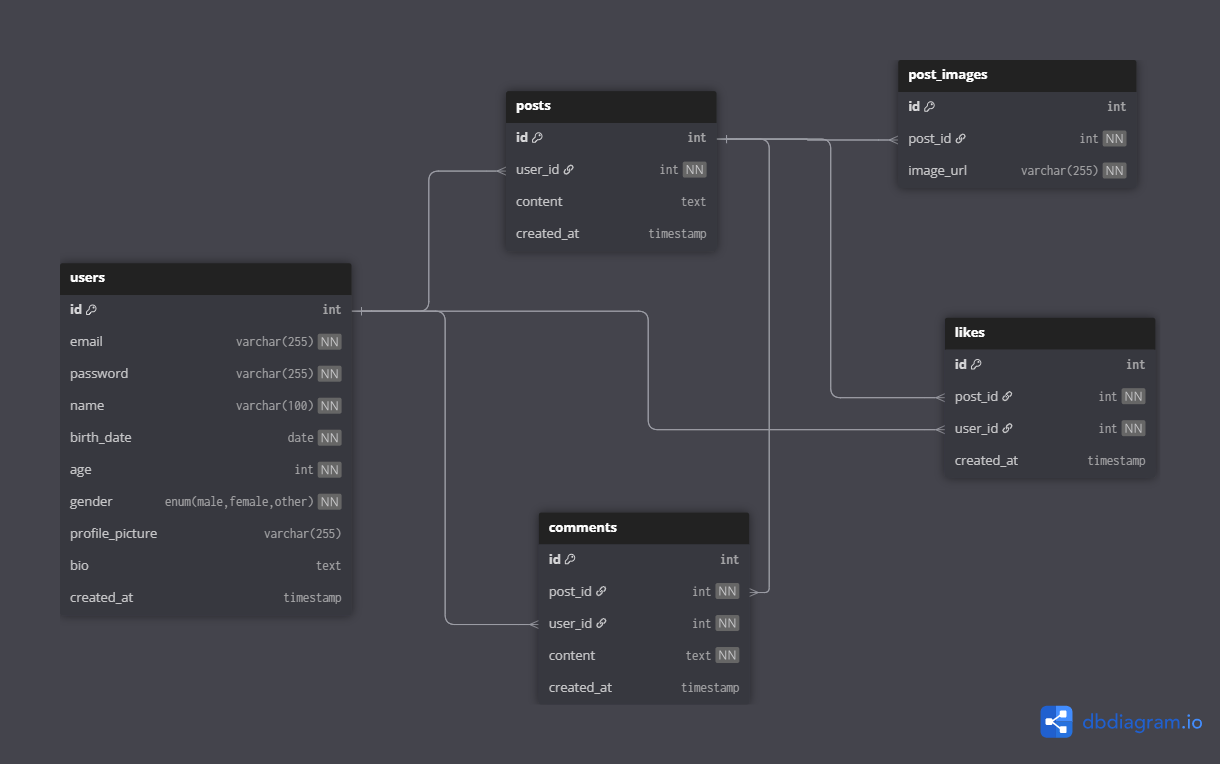 posts
id int
user_id int NN
content text
created_at timestamp
post_images
id int
post_id int NN
image_url varchar(255) NN
users
id int
email varchar(255) NN
password varchar(255) NN
name varchar(100) NN
birth_date date NN
age int NN
gender enum(male,female,other) NN
profile_picture varchar(255)
bio text
created_at timestamp
likes
id int
post_id int NN
user_id int NN
created_at timestamp
comments
id int
post_id int NN
user_id int NN
content text NN
created_at timestamp
dbdiagram.io